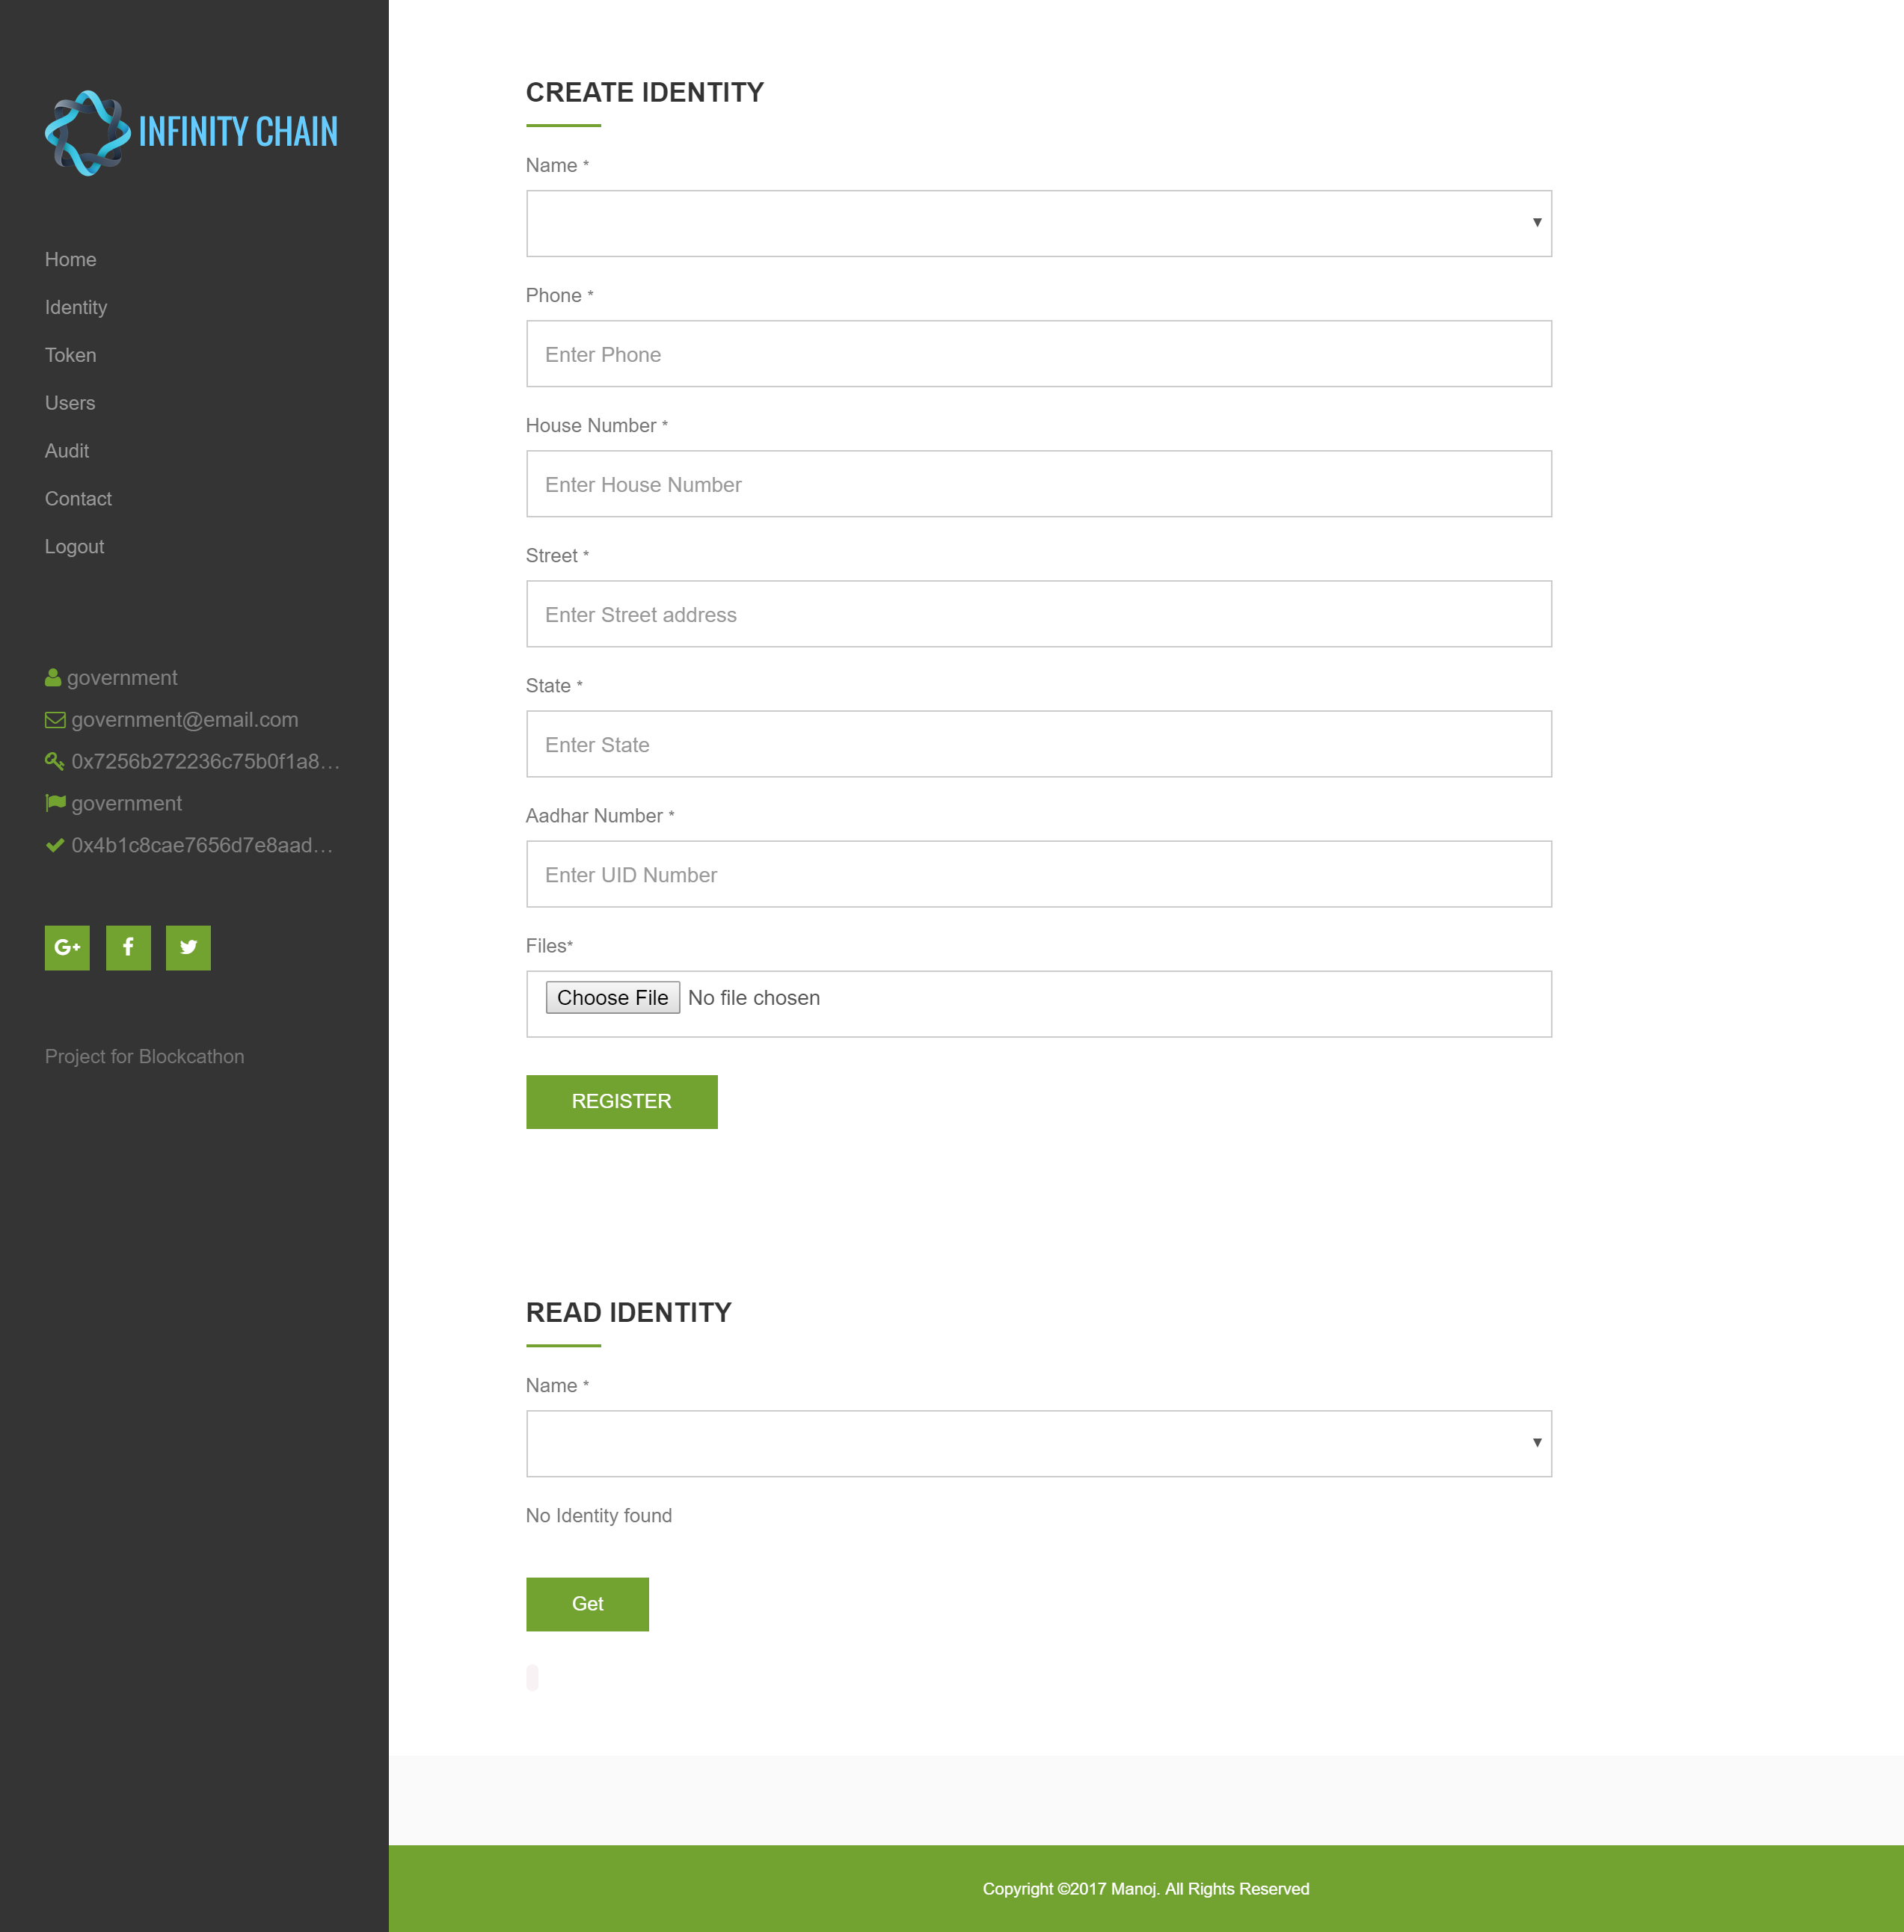 INFINITY CHAIN
Home
Identity
Token
Users
Audit
Contact
Logout
government
government@email.com
0x7256b272236c75b0f1a8...
government
0x4b1c8cae7656d7e8aad...
G+ f
Project for Blockcathon
CREATE IDENTITY
Name *
Phone *
Enter Phone
House Number *
Enter House Number
Street *
Enter Street address
State *
Enter State
Aadhar Number *
Enter UID Number
Files*
Choose File No file chosen
REGISTER
READ IDENTITY
Name *
No Identity found
Get
Copyright ©2017 Manoj. All Rights Reserved